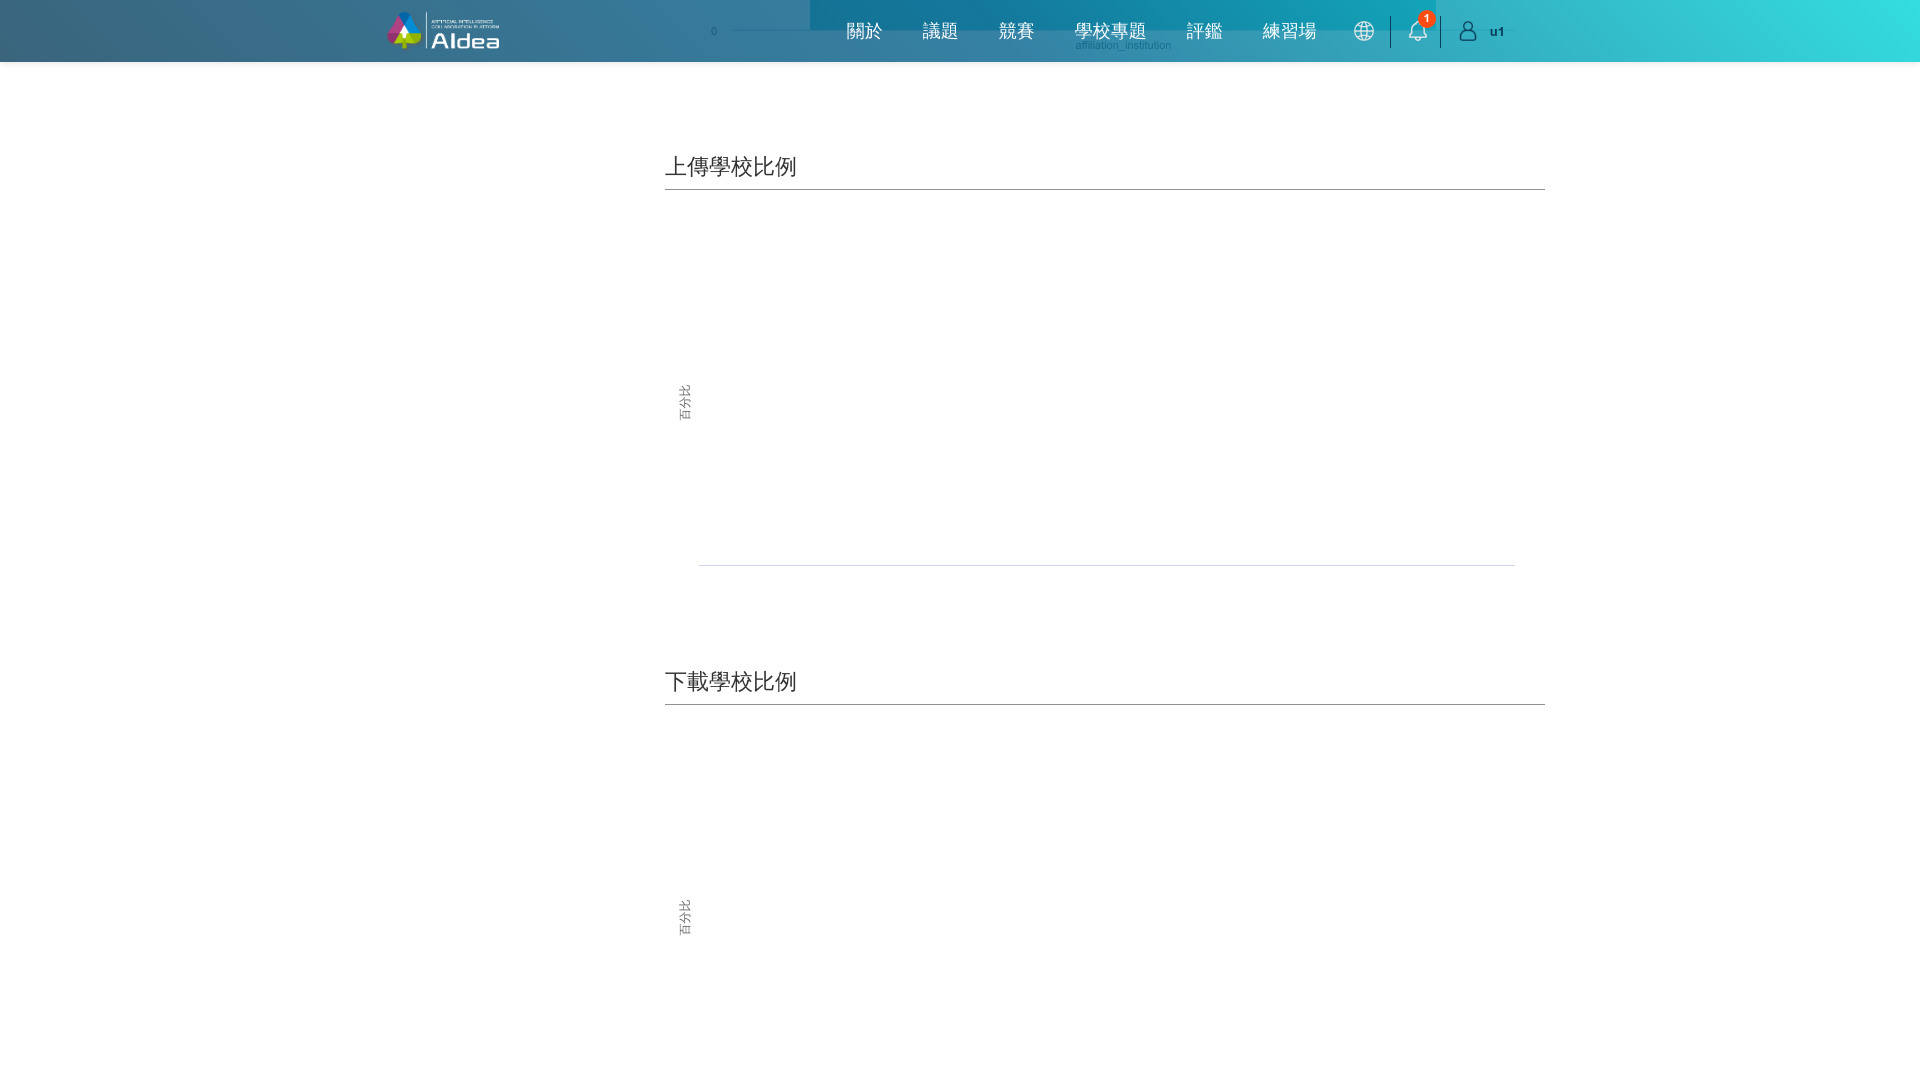 ARTIFICIAL INTELLIGENCE
COLLABORATION PLATFORM
AIdea
關於
議題
競賽
學校專題
評鑑
練習場
1
u1
0
affiliation_institution
上傳學校比例
百分比
下載學校比例
百分比